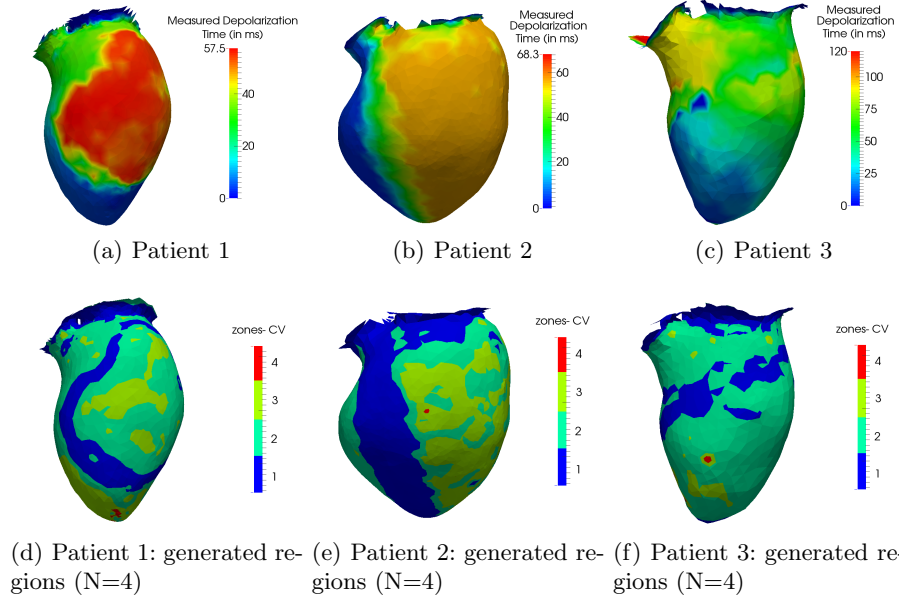 Measured Depolarization
Time (in ms)
57.5
40
20
0
Measured
Depolarization
Time (in ms)
68.3
60
40
20
0
Measured
Depolarization
Time (in ms)
120
100
75
50
25
0
(a) Patient 1
(b) Patient 2
(c) Patient 3
zones- CV
4
3
2
1
zones- CV
4
3
2
1
zones- CV
4
3
2
1
(d) Patient 1: generated re-
gions (N=4)
(e) Patient 2: generated re-
gions (N=4)
(f) Patient 3: generated re-
gions (N=4)